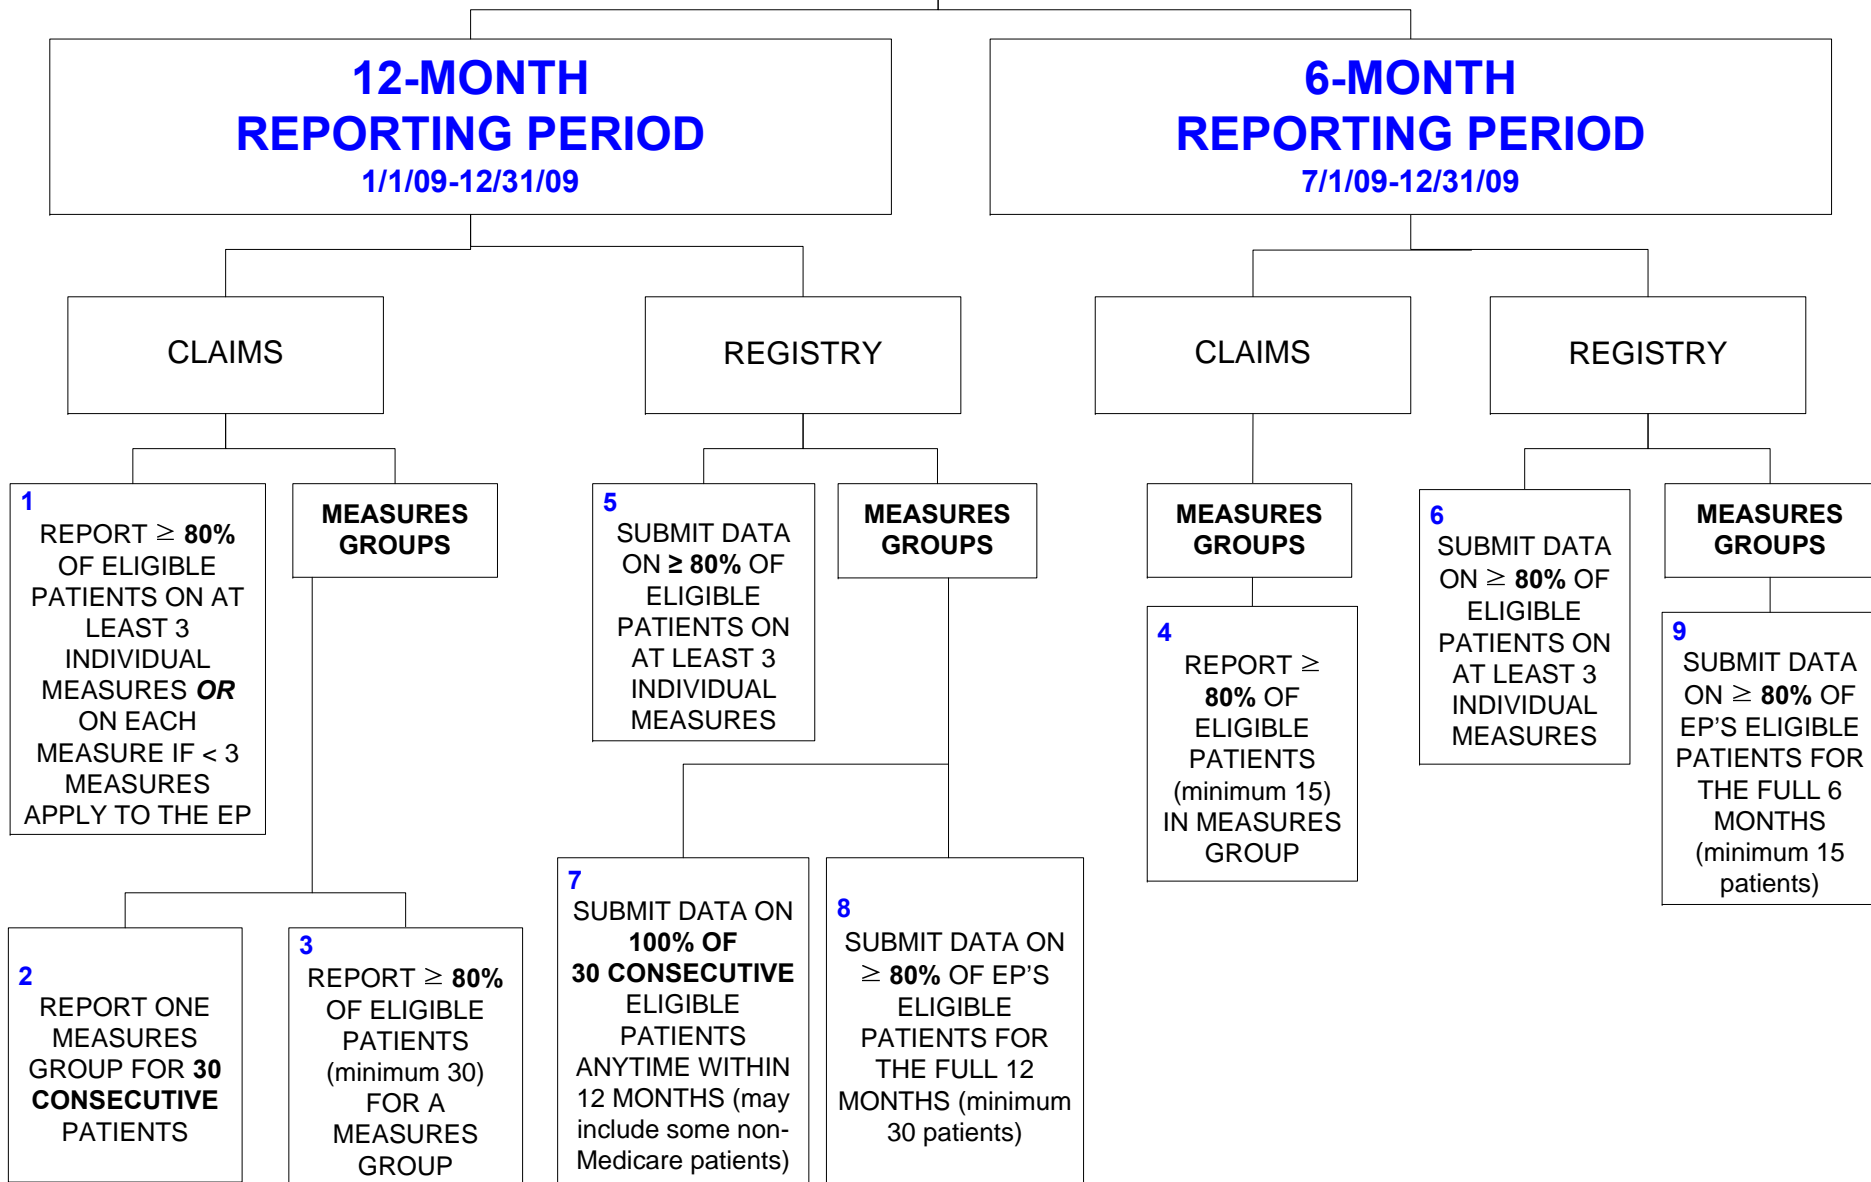 12-MONTH
REPORTING PERIOD
1/1/09-12/31/09
6-MONTH
REPORTING PERIOD
7/1/09-12/31/09
CLAIMS
REGISTRY
CLAIMS
REGISTRY
1
REPORT ≥ 80%
OF ELIGIBLE
PATIENTS ON AT
LEAST 3
INDIVIDUAL
MEASURES OR
ON EACH
MEASURE IF < 3
MEASURES
APPLY TO THE EP
MEASURES
GROUPS
5
SUBMIT DATA
ON ≥ 80% OF
ELIGIBLE
PATIENTS ON
AT LEAST 3
INDIVIDUAL
MEASURES
MEASURES
GROUPS
MEASURES
GROUPS
6
SUBMIT DATA
ON ≥ 80% OF
ELIGIBLE
PATIENTS ON
AT LEAST 3
INDIVIDUAL
MEASURES
MEASURES
GROUPS
4
REPORT ≥
80% OF
ELIGIBLE
PATIENTS
(minimum 15)
IN MEASURES
GROUP
9
SUBMIT DATA
ON ≥ 80% OF
EP'S ELIGIBLE
PATIENTS FOR
THE FULL 6
MONTHS
(minimum 15
patients)
2
REPORT ONE
MEASURES
GROUP FOR 30
CONSECUTIVE
PATIENTS
3
REPORT ≥ 80%
OF ELIGIBLE
PATIENTS
(minimum 30)
FOR A
MEASURES
GROUP
7
SUBMIT DATA ON
100% OF
30 CONSECUTIVE
ELIGIBLE
PATIENTS
ANYTIME WITHIN
12 MONTHS (may
include some non-
Medicare patients)
8
SUBMIT DATA ON
≥ 80% OF EP'S
ELIGIBLE
PATIENTS FOR
THE FULL 12
MONTHS (minimum
30 patients)